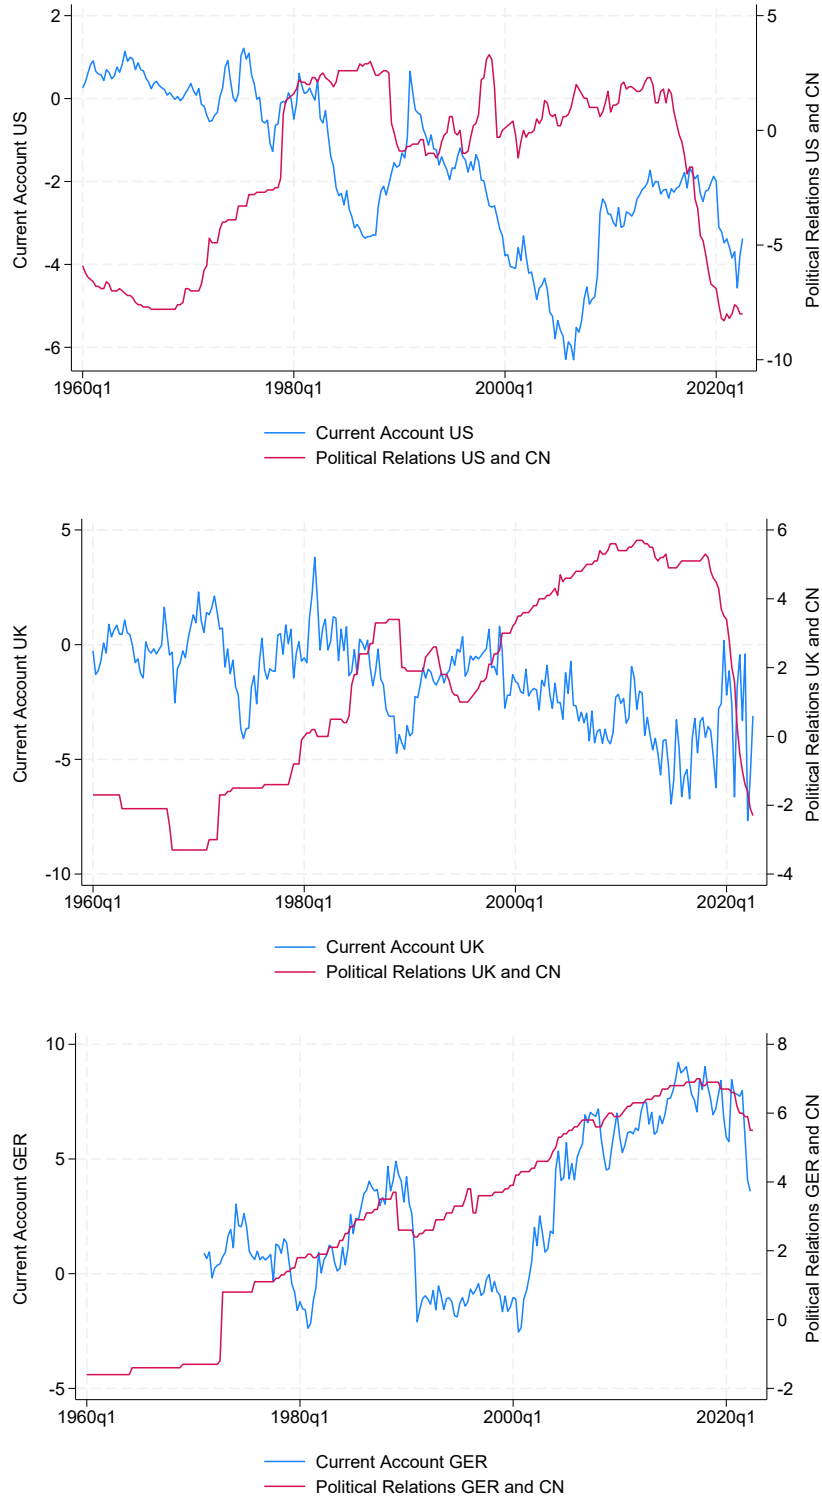 2
0
-2
-4
-6
Current Account US
5
0
-5
-10
Political Relations US and CN
1960q1 1980q1 2000q1 2020q1
Current Account US
Political Relations US and CN
5
0
-5
-10
Current Account UK
6
4
2
0
-2
-4
Political Relations UK and CN
1960q1 1980q1 2000q1 2020q1
Current Account UK
Political Relations UK and CN
10
5
0
-5
Current Account GER
8
6
4
2
0
-2
Political Relations GER and CN
1960q1 1980q1 2000q1 2020q1
Current Account GER
Political Relations GER and CN